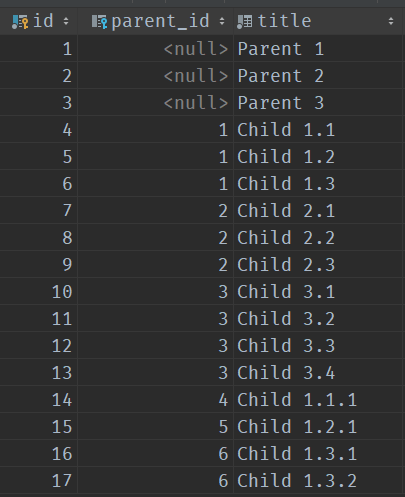 id parent_id title
1 <null> Parent 1
2 <null> Parent 2
3 <null> Parent 3
4 1 Child 1.1
5 1 Child 1.2
6 1 Child 1.3
7 2 Child 2.1
8 2 Child 2.2
9 2 Child 2.3
10 3 Child 3.1
11 3 Child 3.2
12 3 Child 3.3
13 3 Child 3.4
14 4 Child 1.1.1
15 5 Child 1.2.1
16 6 Child 1.3.1
17 6 Child 1.3.2